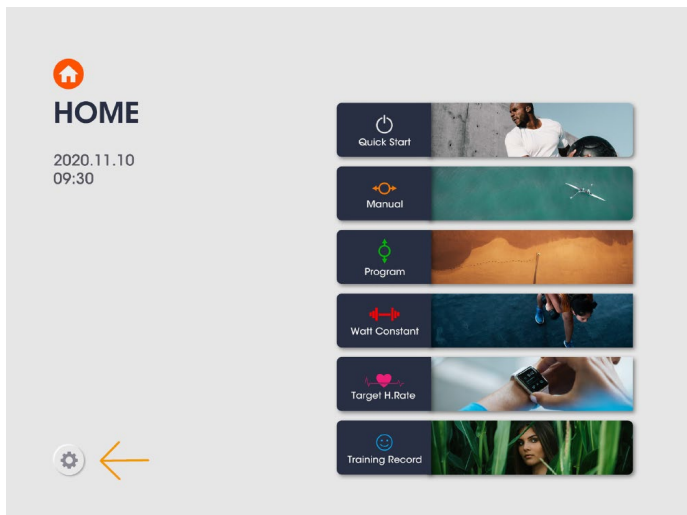 HOME
2020.11.10
09:30
Quick Start
Manual
Program
Watt Constant
Target H.Rate
Training Record